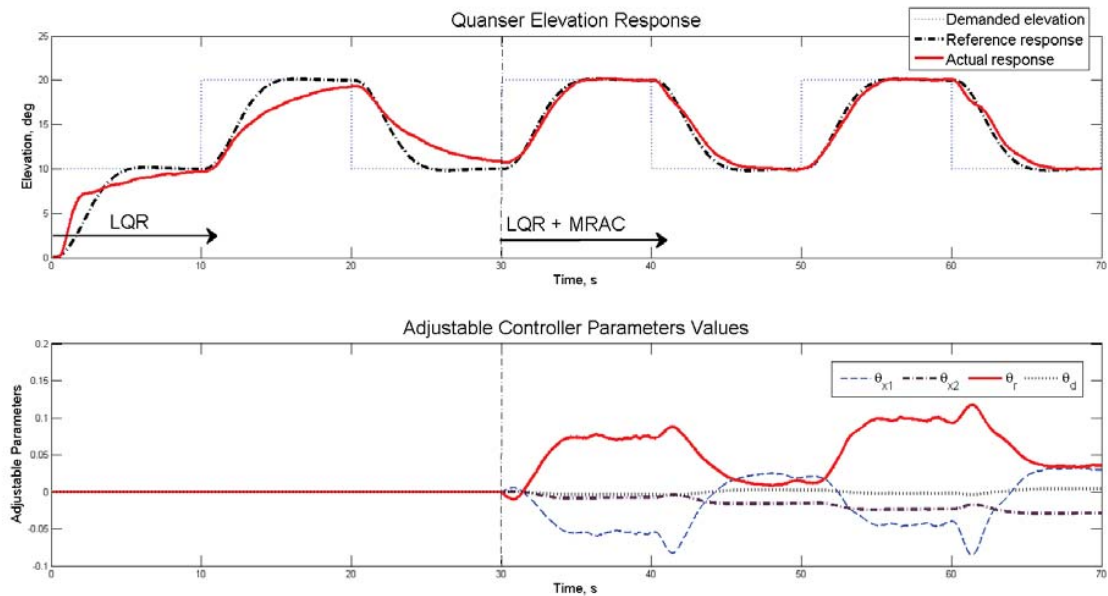 Quanser Elevation Response
Demanded elevation
Reference response
Actual response
Elevation, deg
25
20
15
10
5
0
LQR
LQR + MRAC
0 10 20 30 40 50 60 70
Time, s
Adjustable Controller Parameters Values
θx1 θx2 θr θd
Adjustable Parameters
0.2
0.15
0.1
0.05
0
-0.05
-0.1
0 10 20 30 40 50 60 70
Time, s